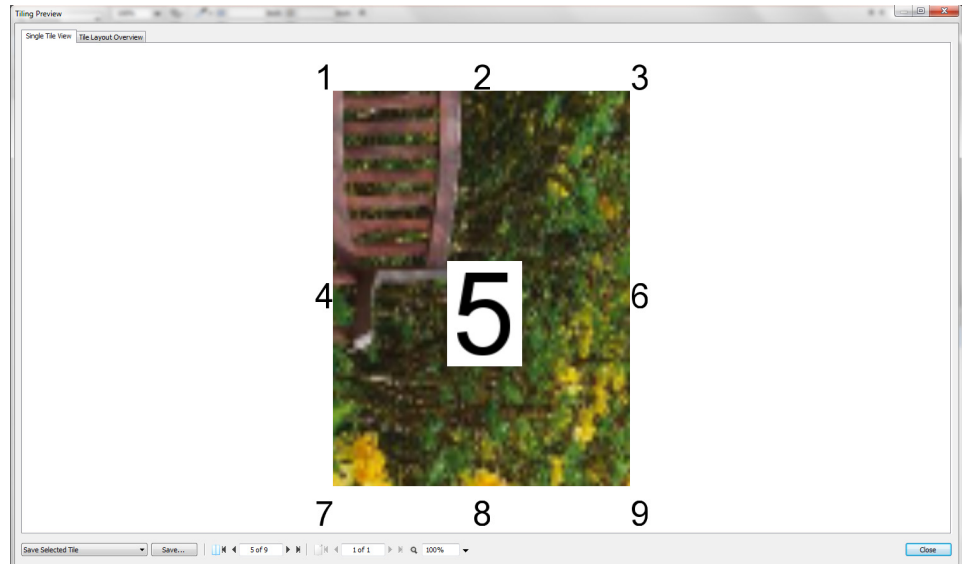 Tiling Preview
Single Tile View Tile Layout Overview
1 2 3
4 5 6
7 8 9
Save Selected Tile Save... 5 of 9 1 of 1 100% Close